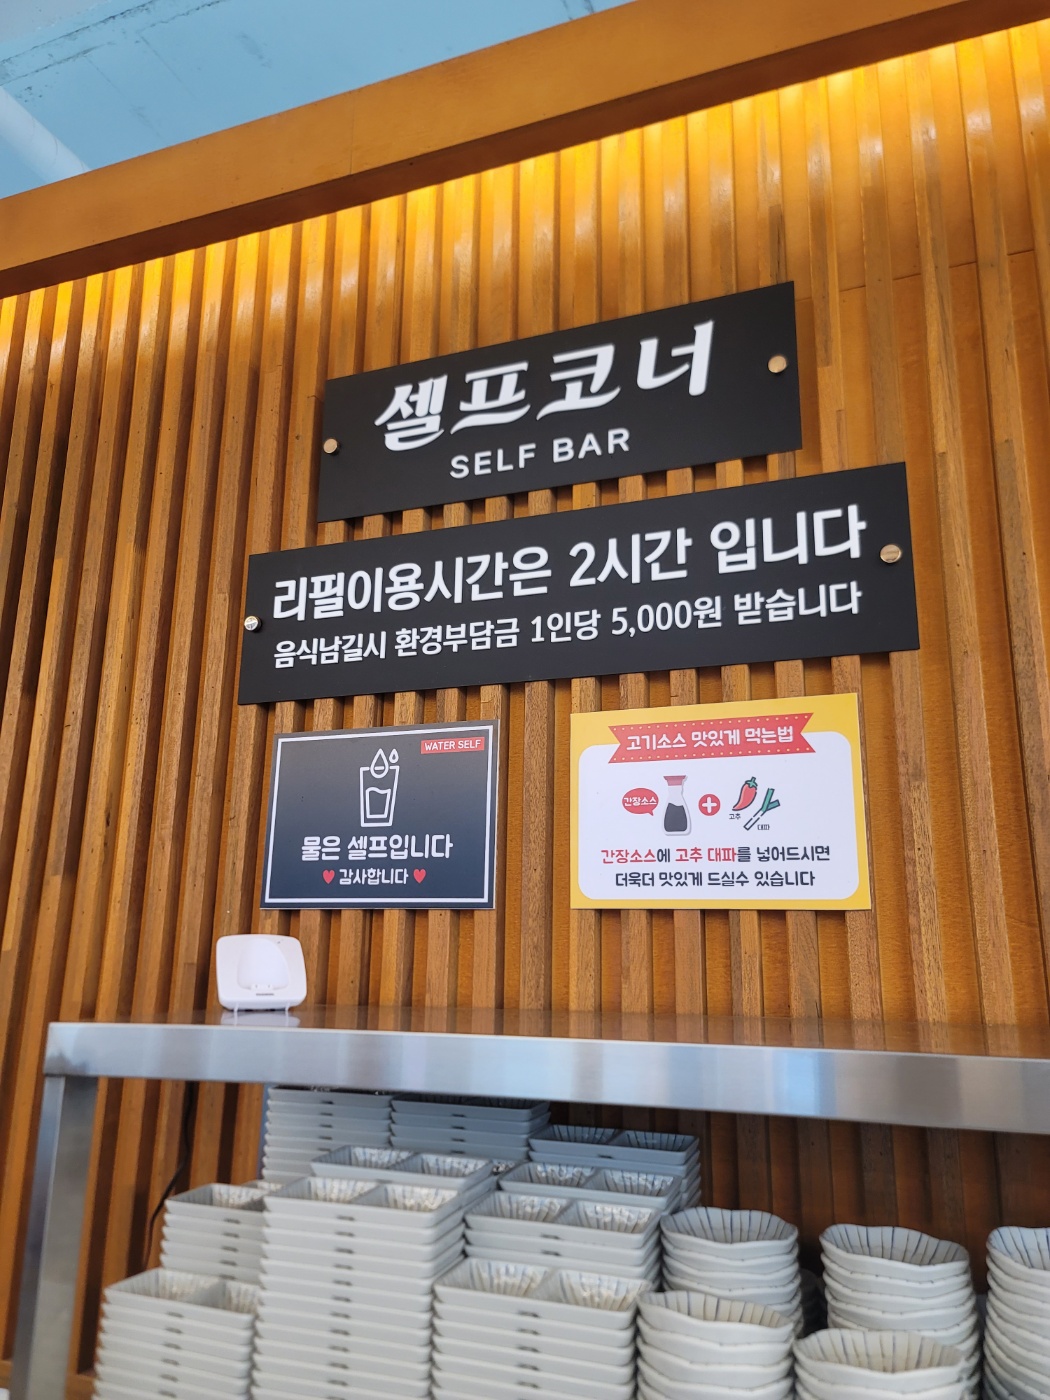 셀프코너
SELF BAR
리필이용시간은 2시간 입니다
음식남길시 환경부담금 1인당 5,000원 받습니다
WATER SELF
물은 셀프입니다
감사합니다
고기소스 맛있게 먹는법
간장소스
고추
대파
간장소스에 고추 대파를 넣어드시면
더욱더 맛있게 드실수 있습니다